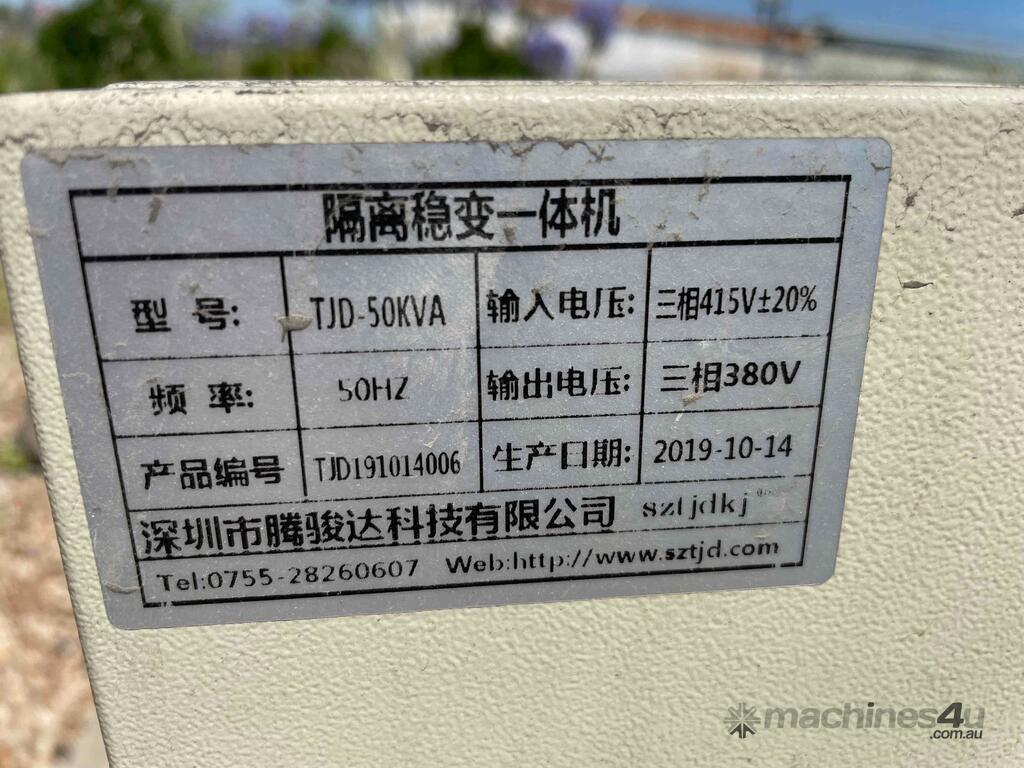 隔离稳变一体机
型 号: TJD-50KVA 输入电压: 三相415V±20%
频 率: 50HZ 输出电压: 三相380V
产品编号 TJD191014006 生产日期: 2019-10-14
深圳市腾骏达科技有限公司 sztjdkj
Tel:0755-28260607 Web:http://www.sztjd.com
machines4u
.com.au